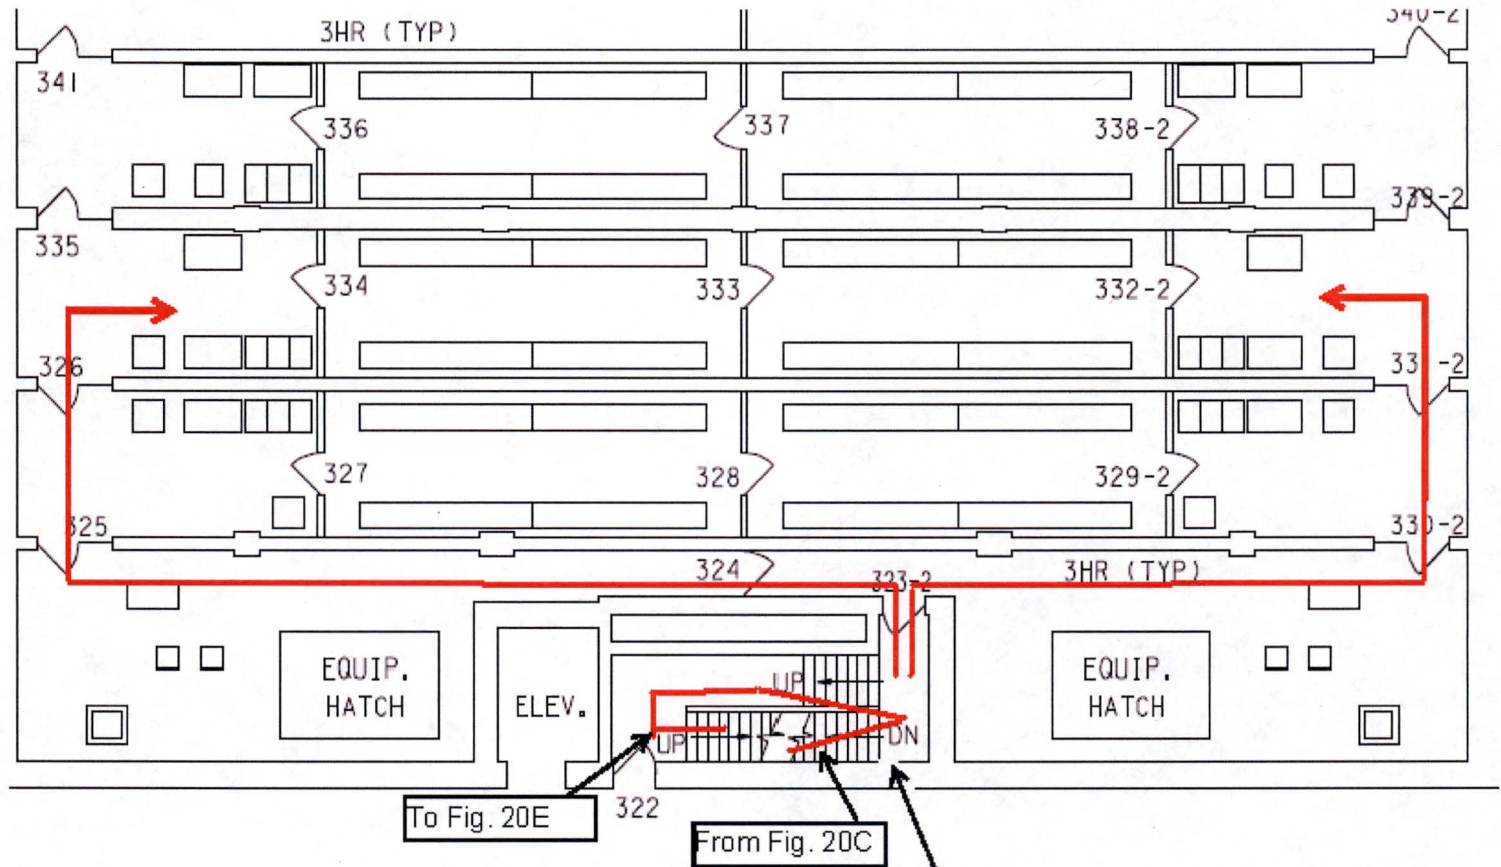 340-2
3HR (TYP)
341
336
337
338-2
339-2
335
334
333
332-2
326
327
328
329-2
325
330-2
324
323-2
3HR (TYP)
EQUIP.
HATCH
ELEV.
UP
UP
DN
EQUIP.
HATCH
322
To Fig. 20E
From Fig. 20C